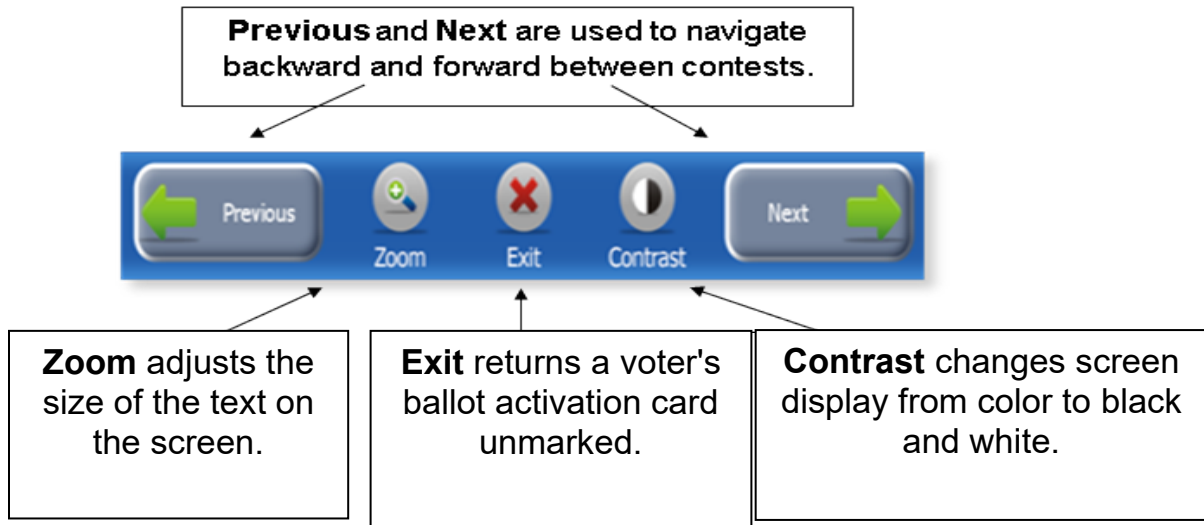 Previous and Next are used to navigate
backward and forward between contests.
Previous
Zoom
Exit
Contrast
Next
Zoom adjusts the
size of the text on
the screen.
Exit returns a voter's
ballot activation card
unmarked.
Contrast changes screen
display from color to black
and white.